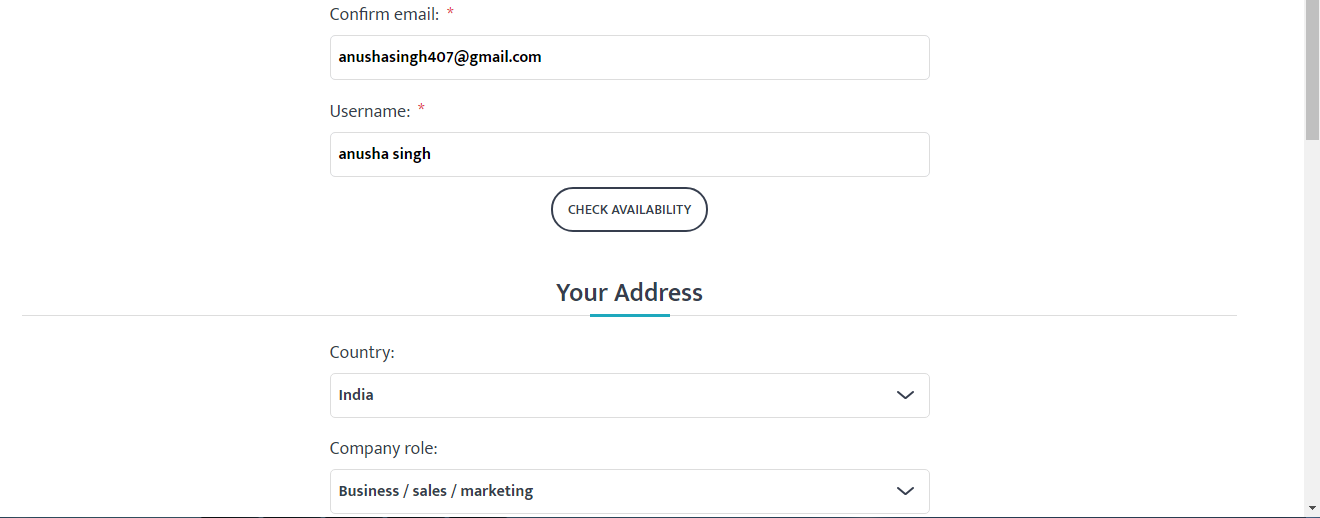 Confirm email: *
anushasingh407@gmail.com
Username: *
anusha singh
CHECK AVAILABILITY
Your Address
Country:
India
Company role:
Business / sales / marketing